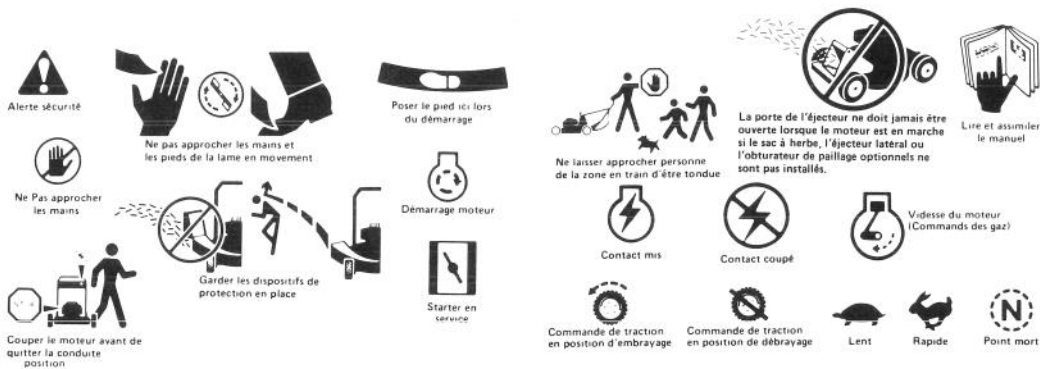 Alerte sécurité
Ne pas approcher les mains et
les pieds de la lame en movement
Poser le pied ici lors
du démarrage
Ne Pas approcher
les mains
Démarrage moteur
Garder les dispositifs de
protection en place
Starter en
service
Couper le moteur avant de
quitter la conduite
position
Ne laisser approcher personne
de la zone en train d'être tondue
La porte de l'éjecteur ne doit jamais être
ouverte lorsque le moteur est en marche
si le sac à herbe, l'éjecteur latéral ou
l'obturateur de paillage optionnels ne
sont pas installés.
Lire et assimiler
le manuel
Contact mis
Contact coupé
Videsse du moteur
(Commands des gaz)
Commande de traction
en position d'embrayage
Commande de traction
en position de débrayage
Lent
Rapide
N
Point mort